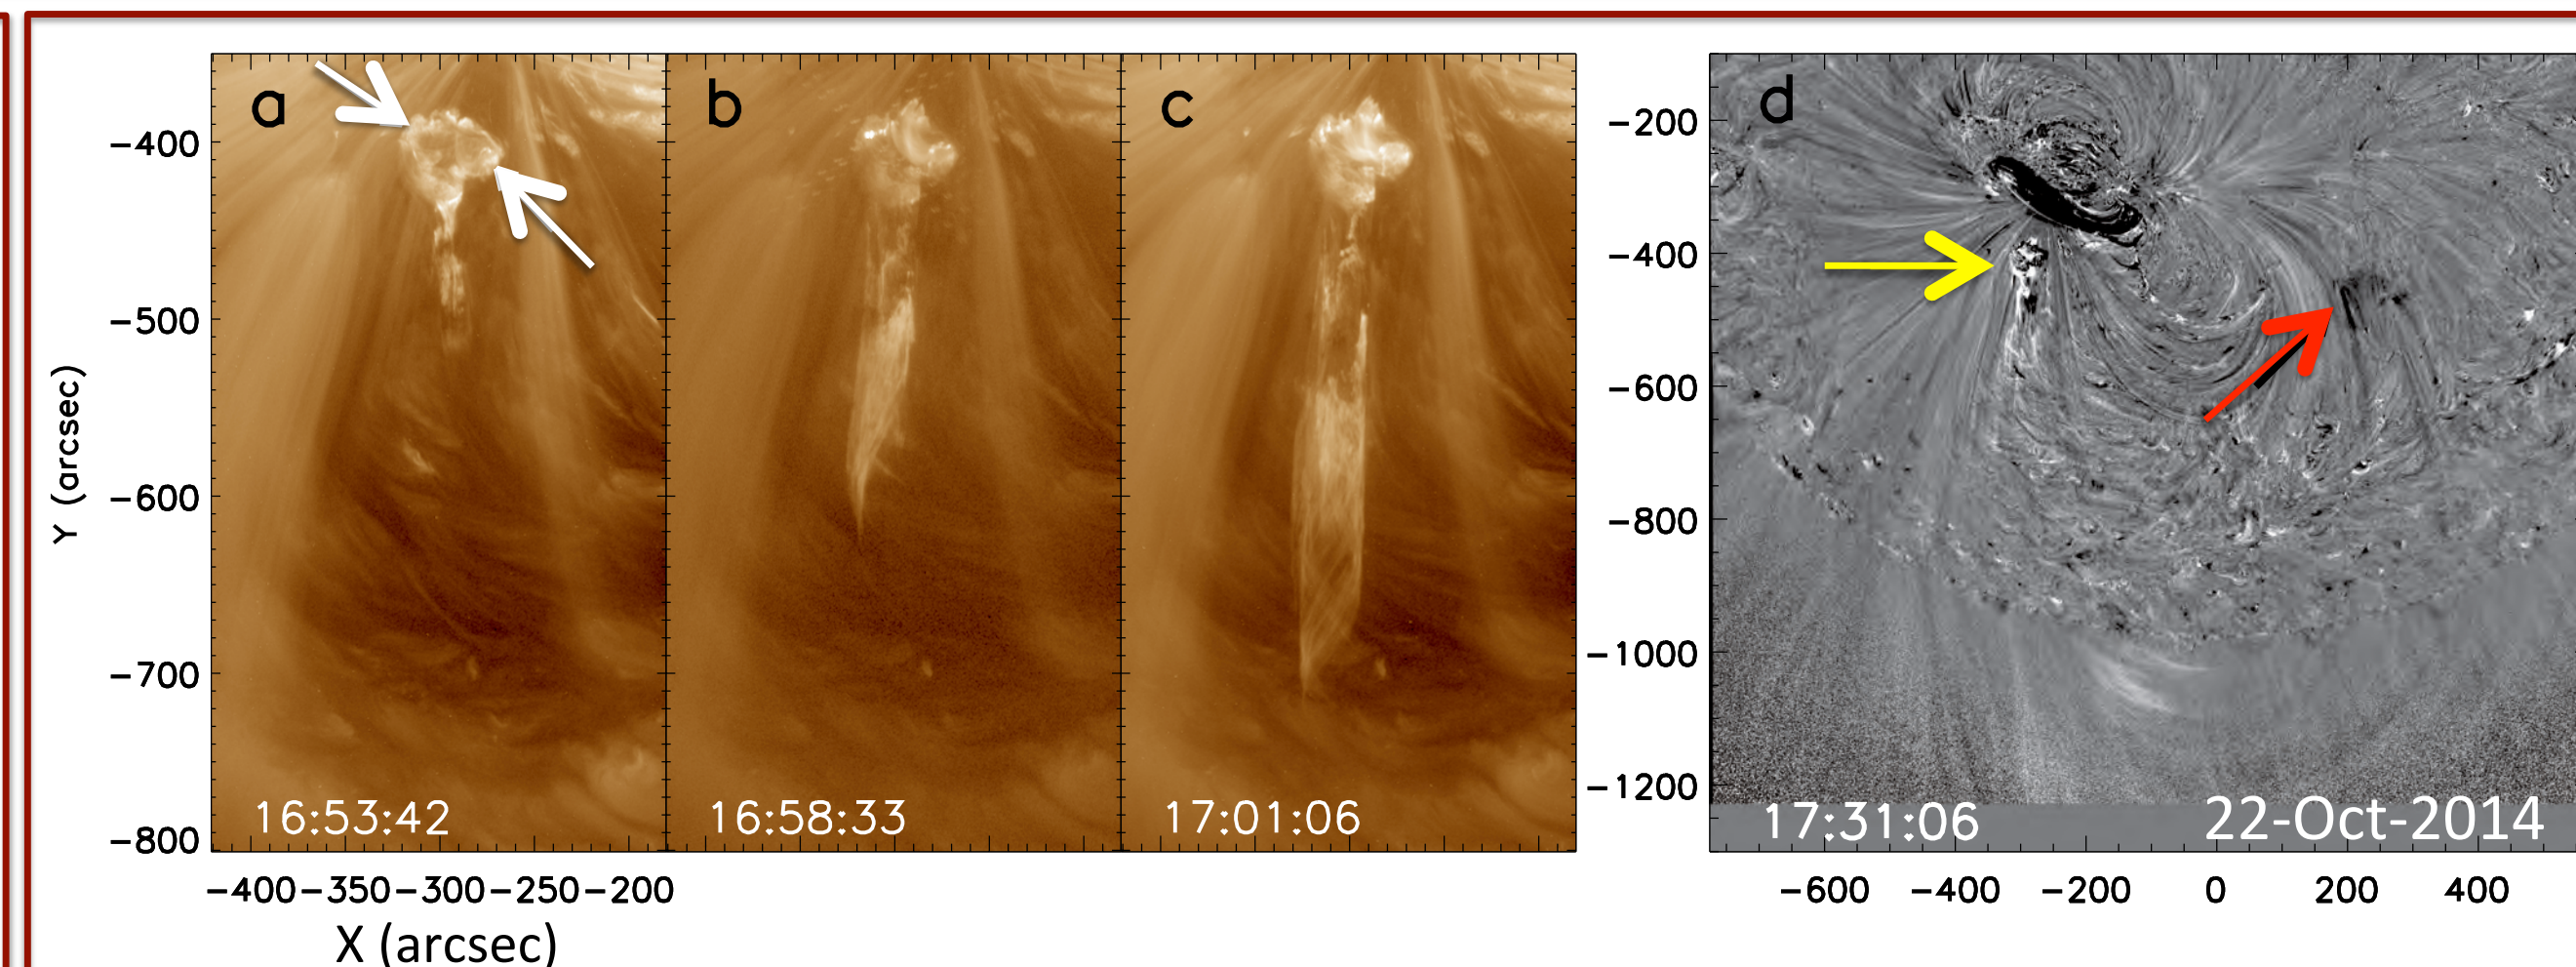 a
b
c
d
−400
−500
−600
−700
−800
Y (arcsec)
16:53:42
16:58:33
17:01:06
−400 −350 −300 −250 −200
X (arcsec)
−200
−400
−600
−800
−1000
−1200
17:31:06
22-Oct-2014
−600 −400 −200 0 200 400